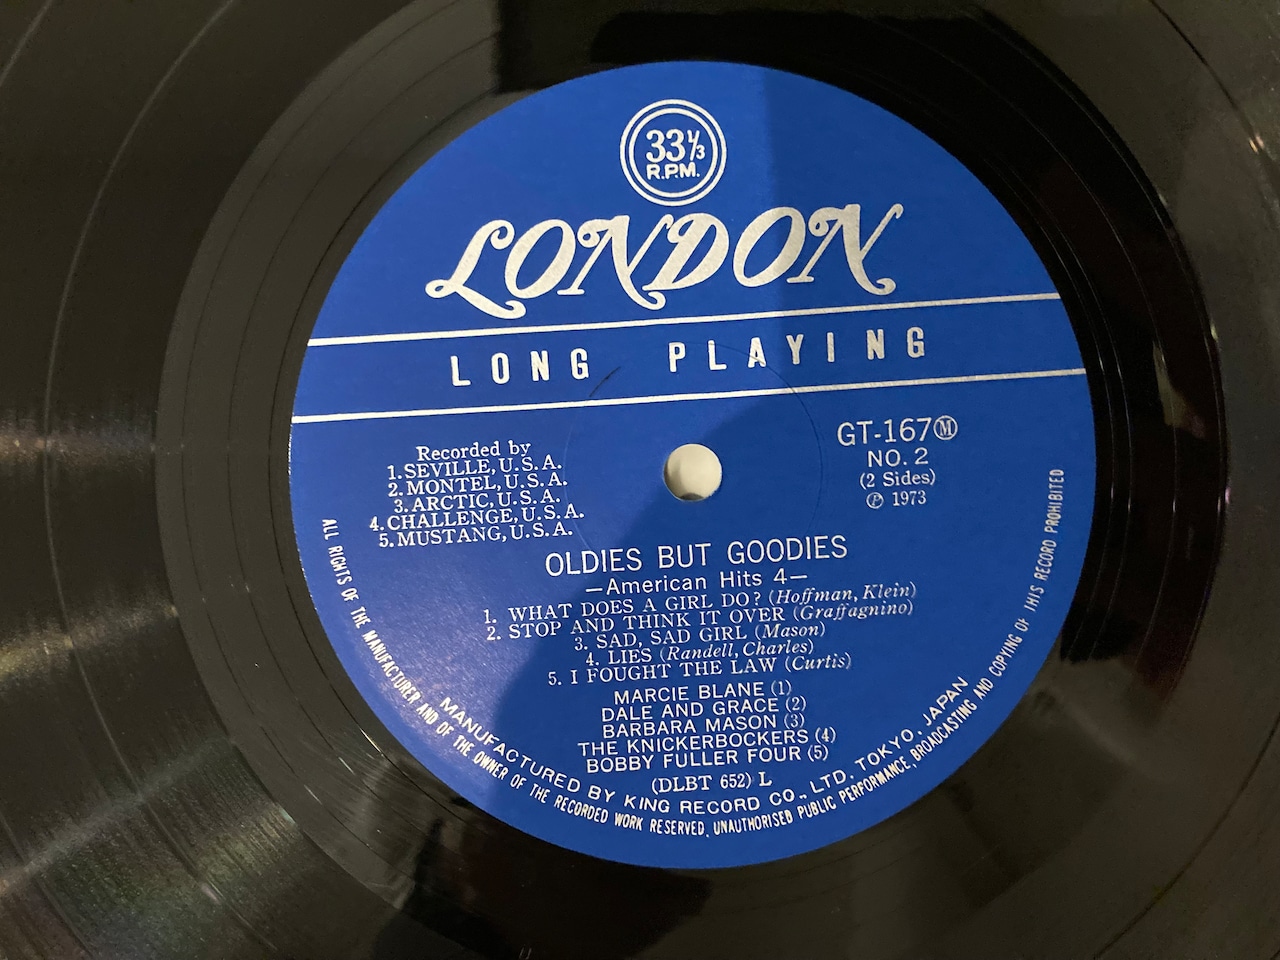 33⅓
R.P.M.
LONDON
LONG PLAYING
Recorded by
1. SEVILLE, U.S.A.
2. MONTEL, U.S.A.
3. ARCTIC, U.S.A.
4. CHALLENGE, U.S.A.
5. MUSTANG, U.S.A.
GT-167Ⓜ
NO. 2
(2 Sides)
℗ 1973
OLDIES BUT GOODIES
—American Hits 4—
1. WHAT DOES A GIRL DO? (Hoffman, Klein)
2. STOP AND THINK IT OVER (Graffagnino)
3. SAD, SAD GIRL (Mason)
4. LIES (Randell, Charles)
5. I FOUGHT THE LAW (Curtis)
MARCIE BLANE (1)
DALE AND GRACE (2)
BARBARA MASON (3)
THE KNICKERBOCKERS (4)
BOBBY FULLER FOUR (5)
(DLBT 652) L
MANUFACTURED BY KING RECORD CO., LTD. TOKYO, JAPAN
ALL RIGHTS OF THE MANUFACTURER AND OF THE OWNER OF THE RECORDED WORK RESERVED. UNAUTHORISED PUBLIC PERFORMANCE, BROADCASTING AND COPYING OF THIS RECORD PROHIBITED